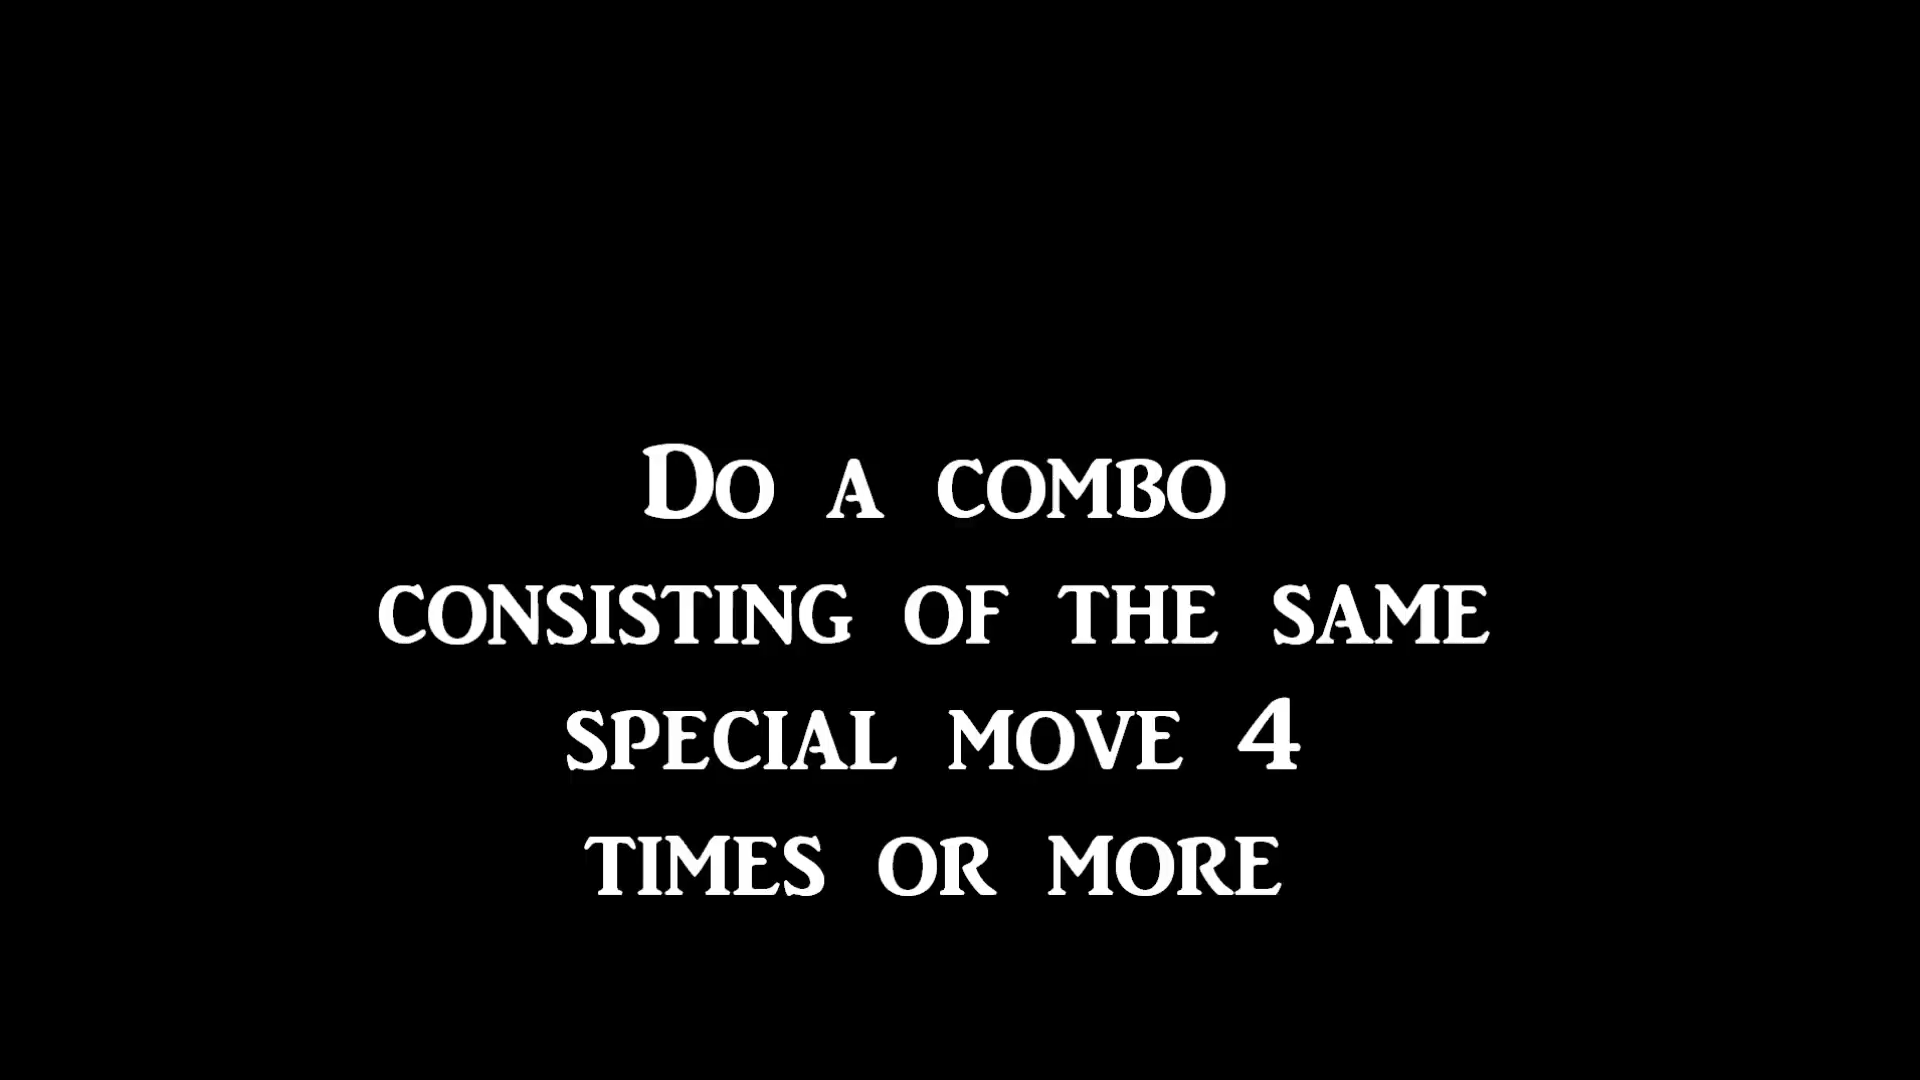 Do a combo
consisting of the same
special move 4
times or more